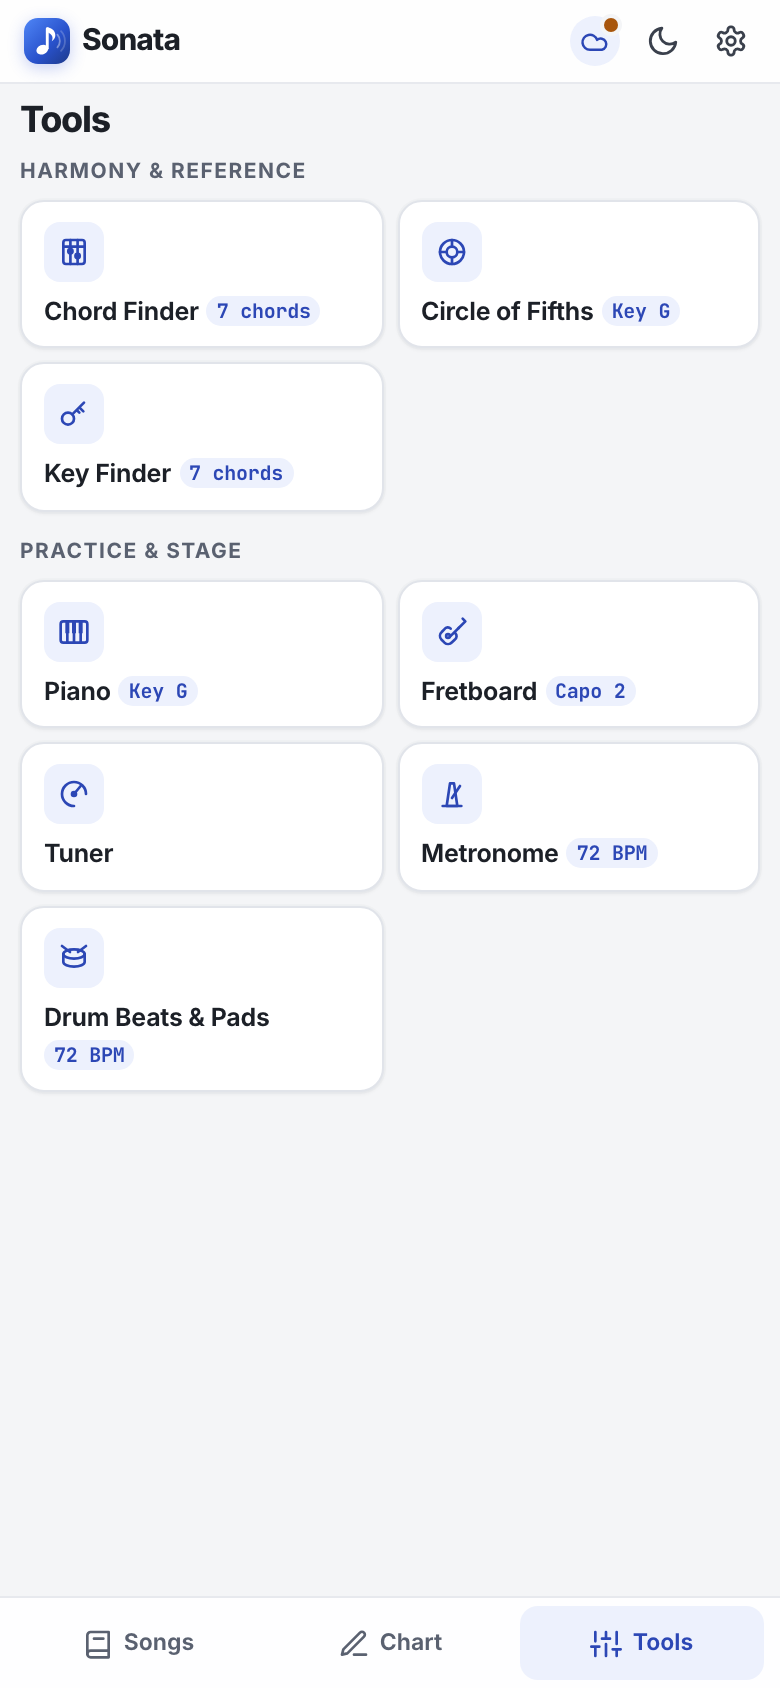 Sonata
Tools
HARMONY & REFERENCE
Chord Finder 7 chords
Circle of Fifths Key G
Key Finder 7 chords
PRACTICE & STAGE
Piano Key G
Fretboard Capo 2
Tuner
Metronome 72 BPM
Drum Beats & Pads
72 BPM
Songs
Chart
Tools